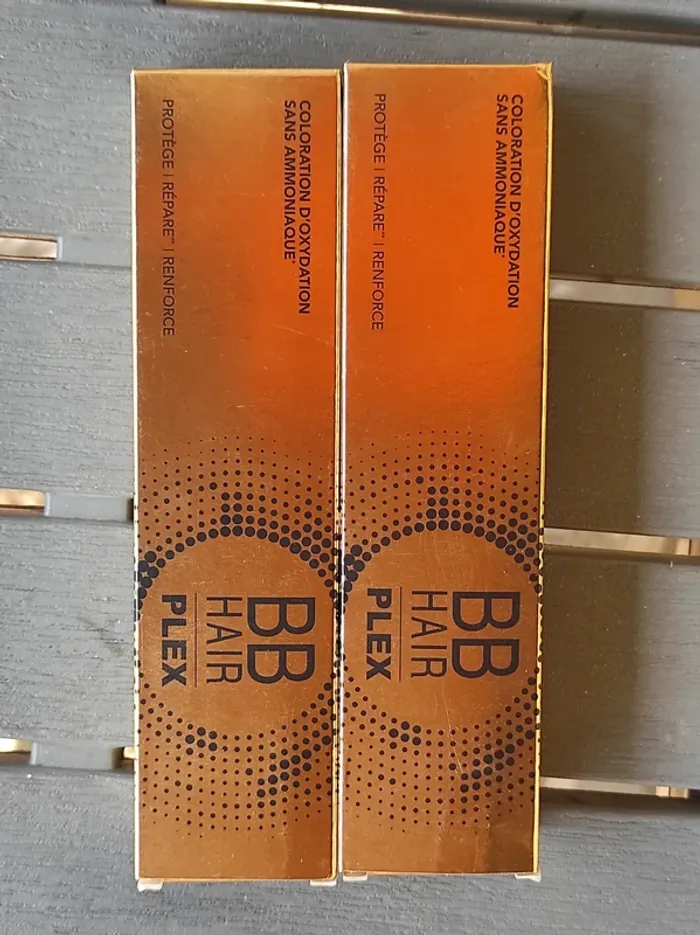 COLORATION D'OXYDATION
SANS AMMONIAQUE*
PROTÈGE | RÉPARE** | RENFORCE
BB
HAIR
PLEX
COLORATION D'OXYDATION
SANS AMMONIAQUE*
PROTÈGE | RÉPARE** | RENFORCE
BB
HAIR
PLEX